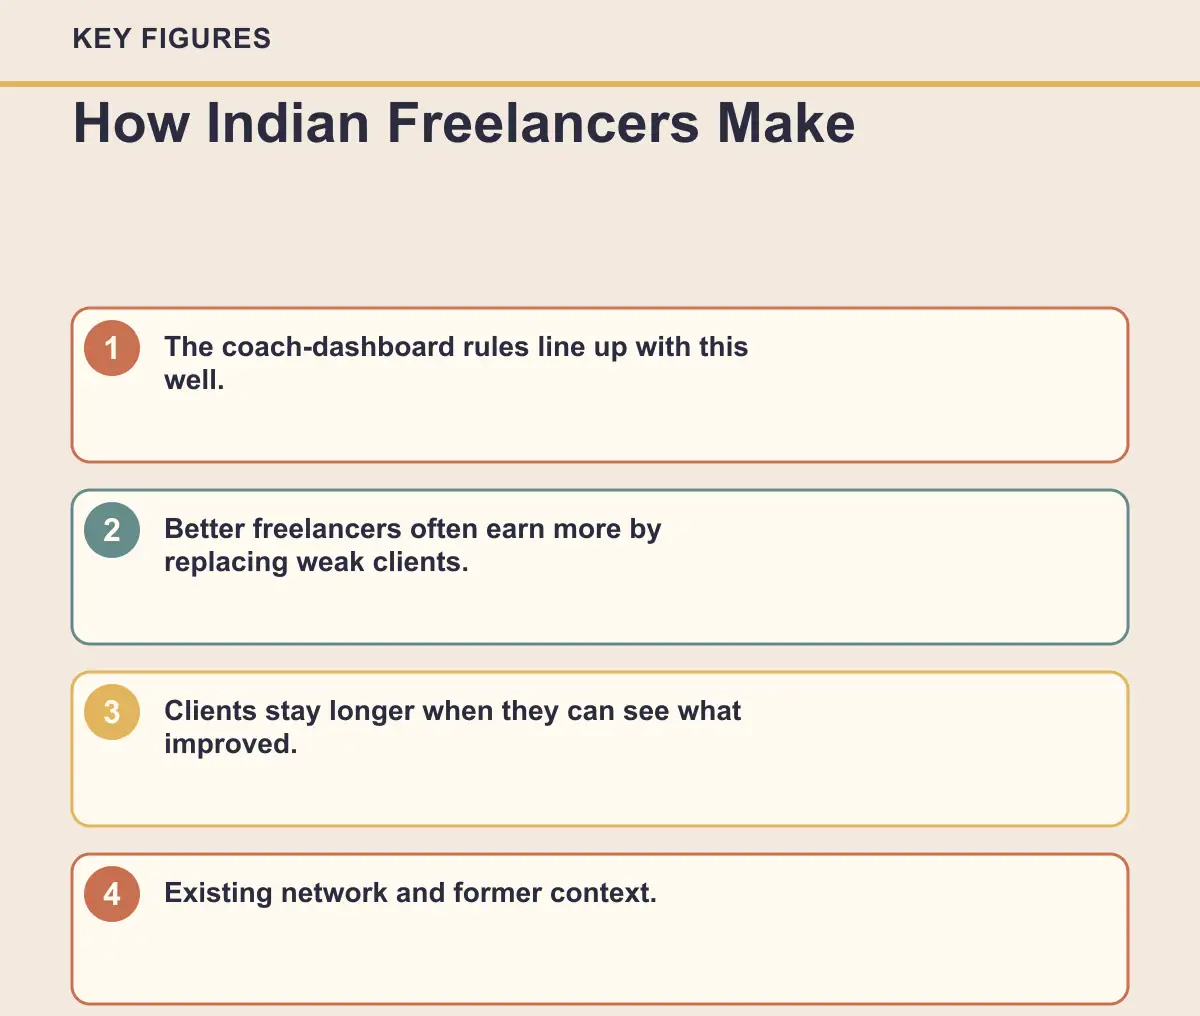 KEY FIGURES
How Indian Freelancers Make
1
The coach-dashboard rules line up with this
well.
2
Better freelancers often earn more by
replacing weak clients.
3
Clients stay longer when they can see what
improved.
4
Existing network and former context.